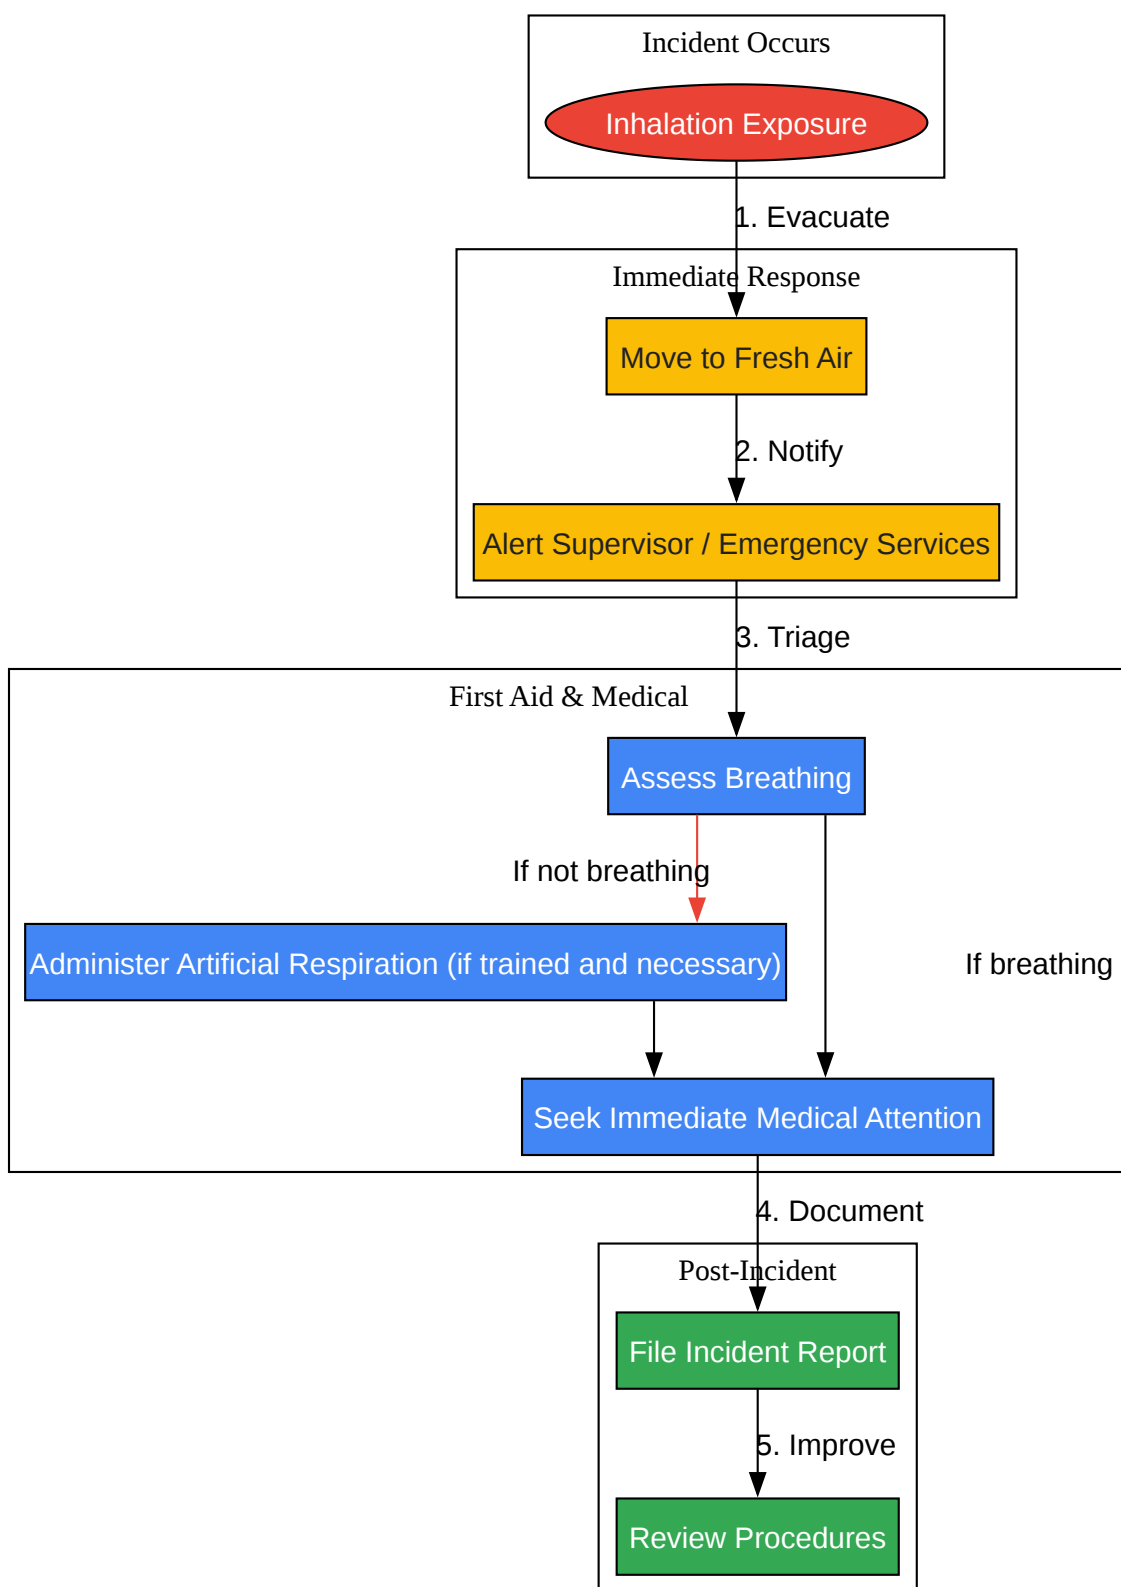 Incident Occurs
Inhalation Exposure
1. Evacuate
Immediate Response
Move to Fresh Air
2. Notify
Alert Supervisor / Emergency Services
3. Triage
First Aid & Medical
Assess Breathing
If not breathing
Administer Artificial Respiration (if trained and necessary)
If breathing
Seek Immediate Medical Attention
4. Document
Post-Incident
File Incident Report
5. Improve
Review Procedures